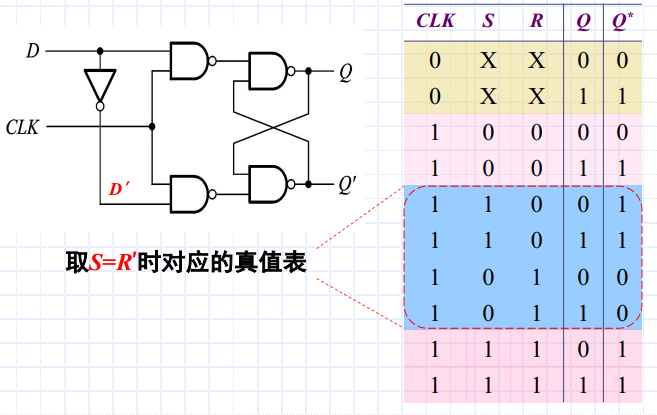 D
CLK
D′
Q
Q′
取S=R′时对应的真值表
CLK S R Q Q*
0 X X 0 0
0 X X 1 1
1 0 0 0 0
1 0 0 1 1
1 1 0 0 1
1 1 0 1 1
1 0 1 0 0
1 0 1 1 0
1 1 1 0 1
1 1 1 1 1